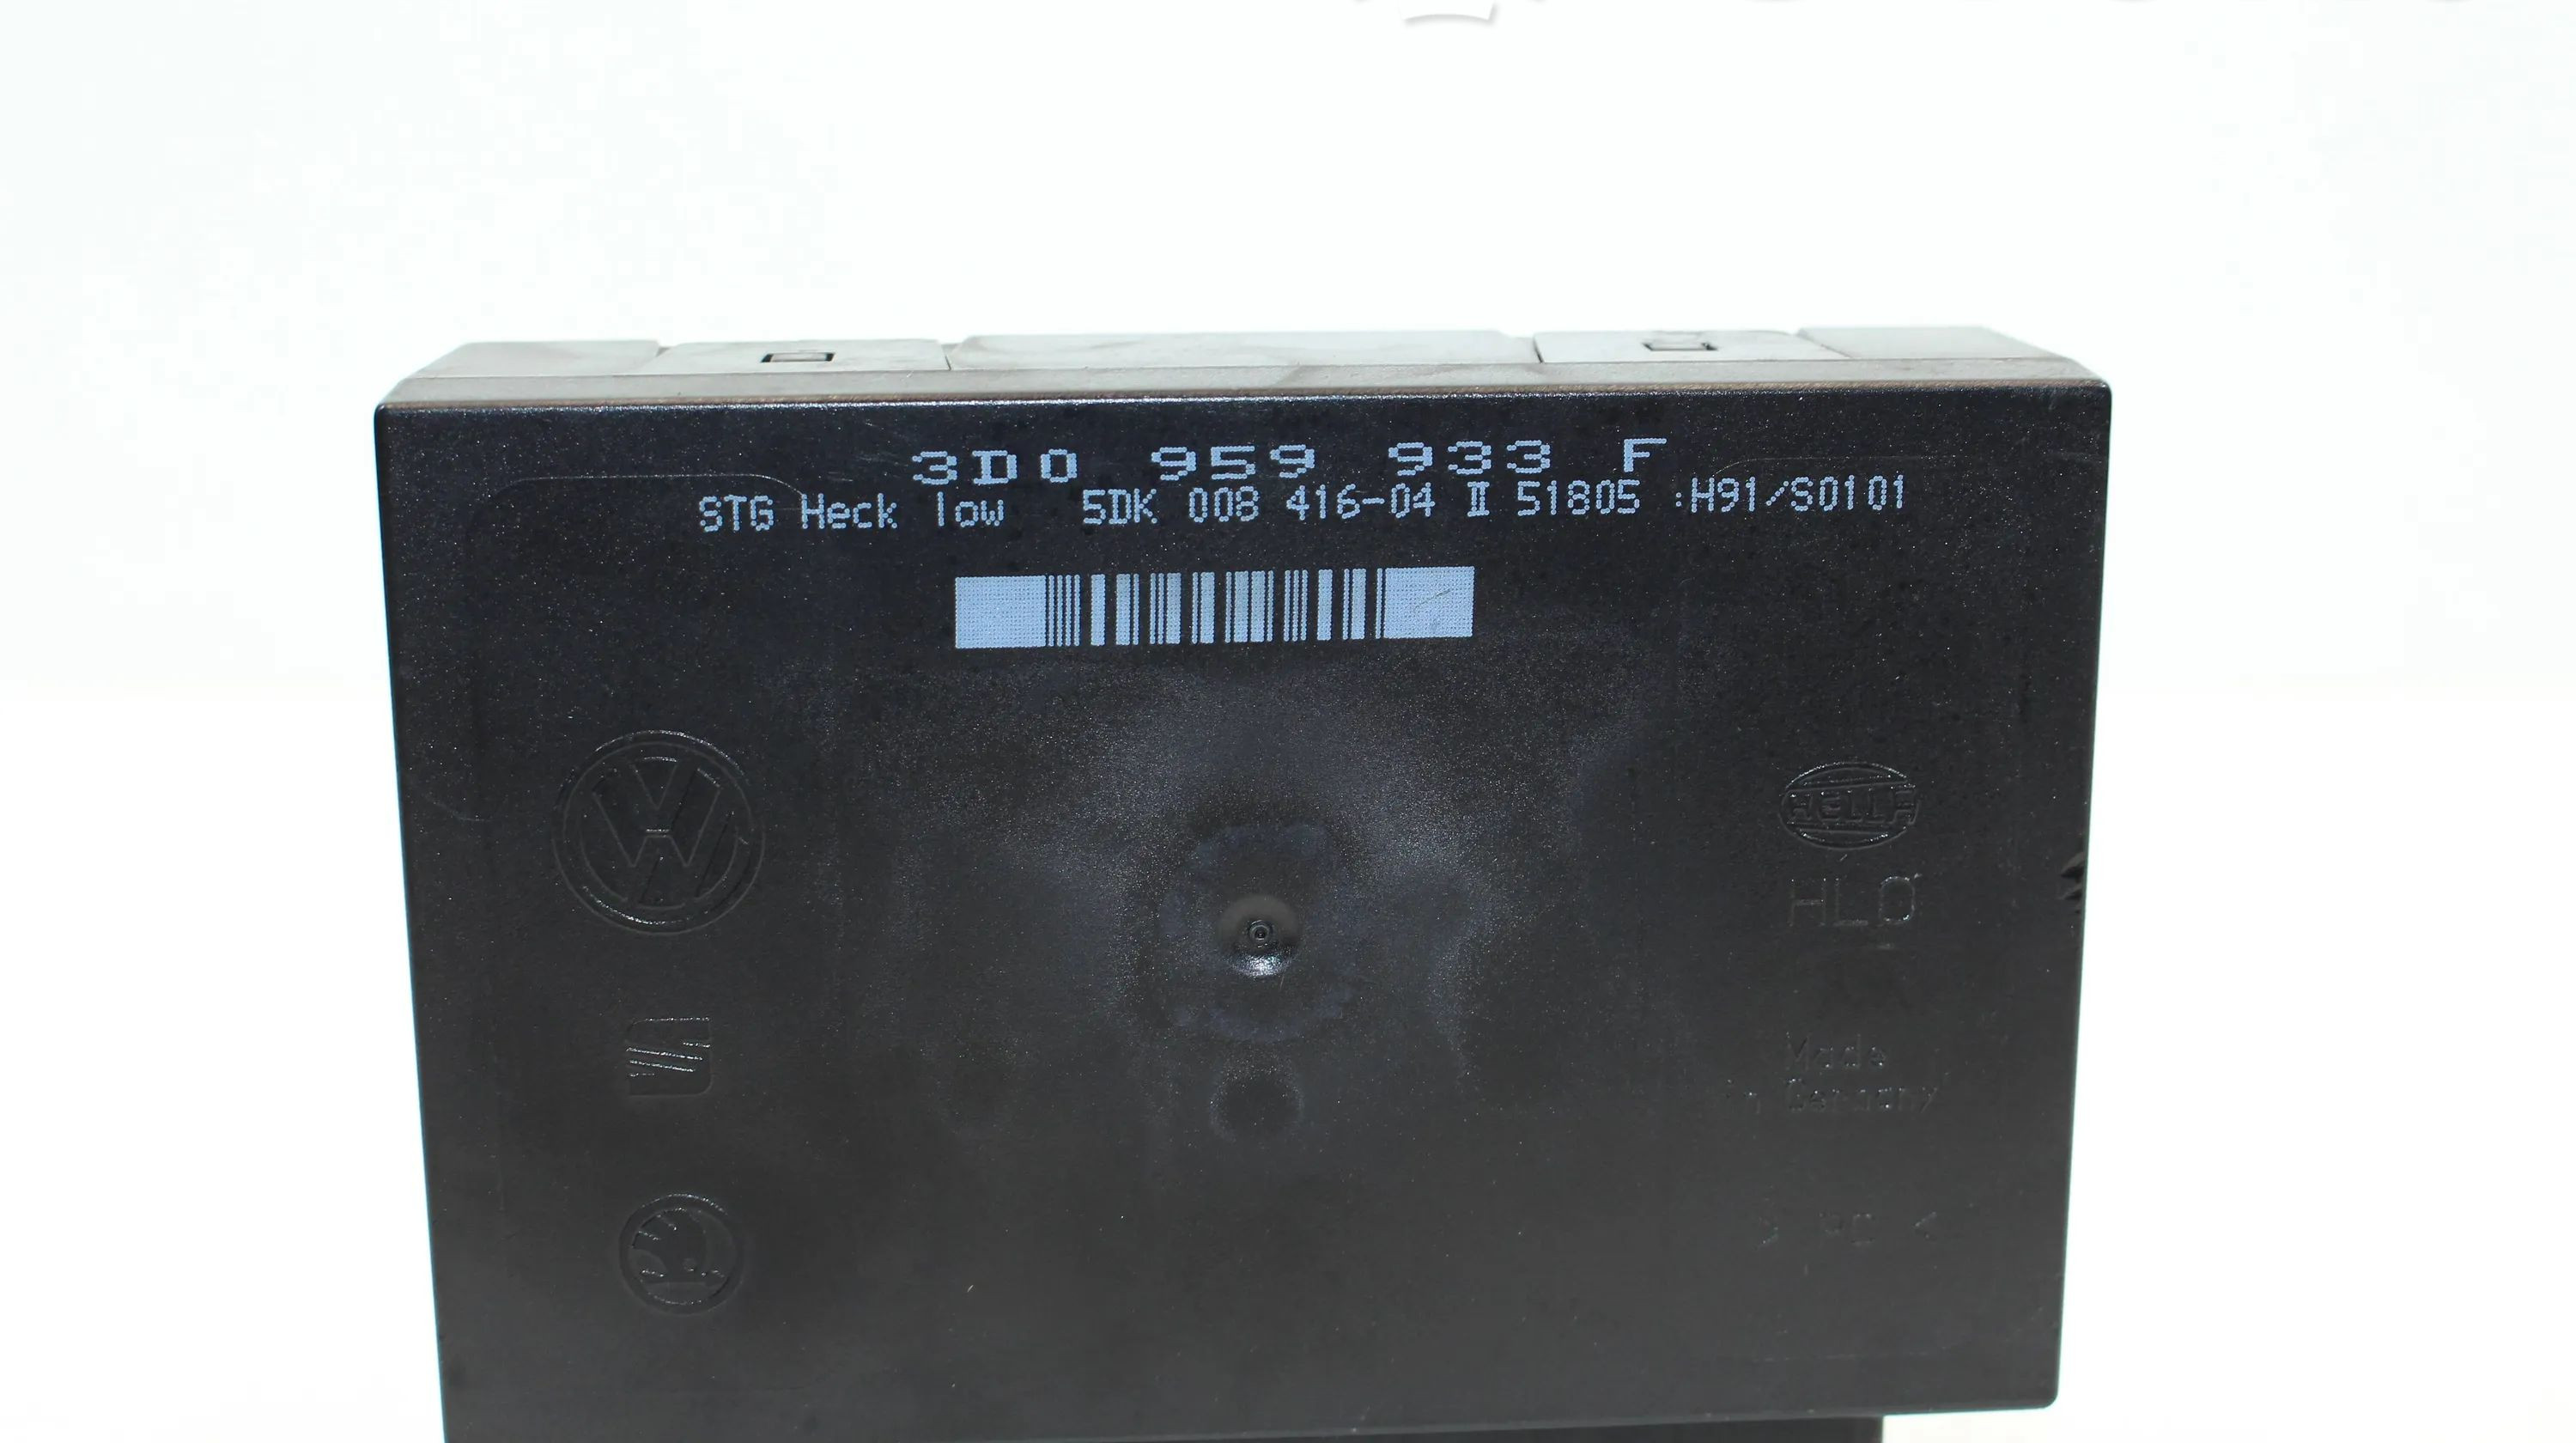 3D0 959 933 F
STG Heck low 5DK 008 416-04 II 51805 :H91/S0101
HELLA
HLO
Made
in Germany
> PC <